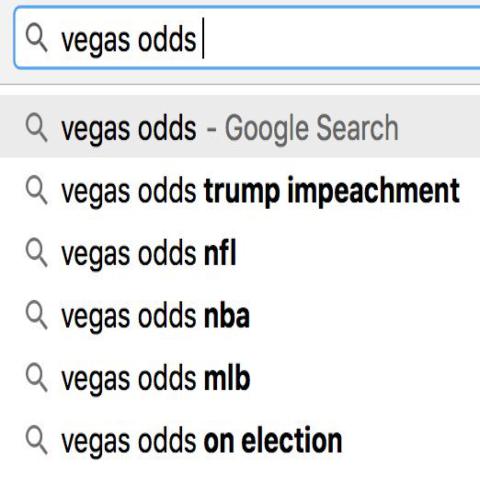 vegas odds
vegas odds - Google Search
vegas odds trump impeachment
vegas odds nfl
vegas odds nba
vegas odds mlb
vegas odds on election